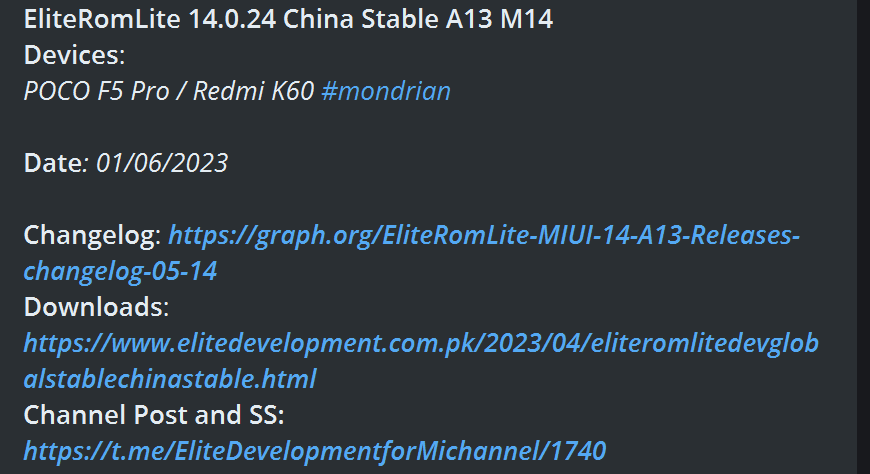 EliteRomLite 14.0.24 China Stable A13 M14
Devices:
POCO F5 Pro / Redmi K60 #mondrian
Date: 01/06/2023
Changelog: https://graph.org/EliteRomLite-MIUI-14-A13-Releases-
changelog-05-14
Downloads:
https://www.elitedevelopment.com.pk/2023/04/eliteromlitedevglob
alstablechinastable.html
Channel Post and SS:
https://t.me/EliteDevelopmentforMichannel/1740